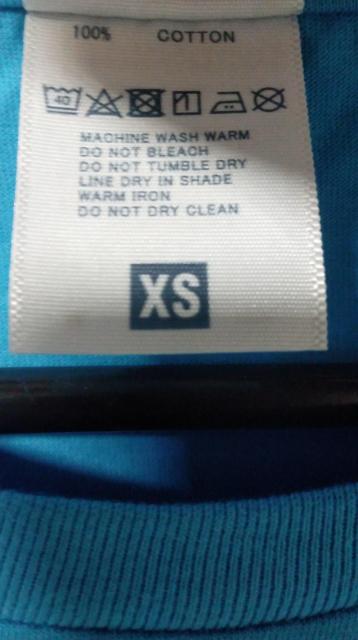 100% COTTON
40
MACHINE WASH WARM
DO NOT BLEACH
DO NOT TUMBLE DRY
LINE DRY IN SHADE
WARM IRON
DO NOT DRY CLEAN
XS